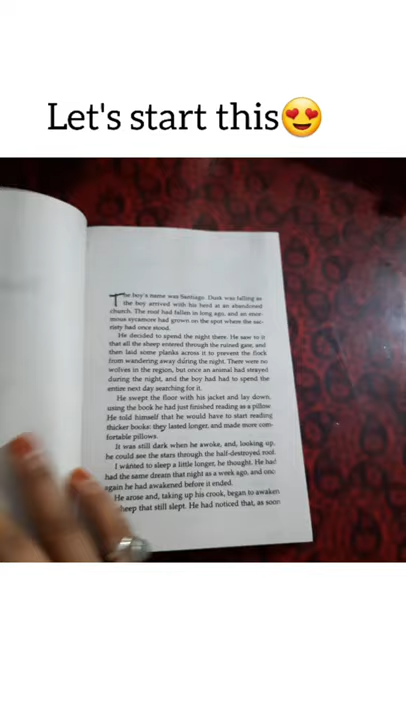 Let's start this😍
The boy's name was Santiago. Dusk was falling as
the boy arrived with his herd at an abandoned
church. The roof had fallen in long ago, and an enor-
mous sycamore had grown on the spot where the sac-
risty had once stood.
He decided to spend the night there. He saw to it
that all the sheep entered through the ruined gate, and
then laid some planks across it to prevent the flock
from wandering away during the night. There were no
wolves in the region, but once an animal had strayed
during the night, and the boy had had to spend the
entire next day searching for it.
He swept the floor with his jacket and lay down,
using the book he had just finished reading as a pillow.
He told himself that he would have to start reading
thicker books: they lasted longer, and made more com-
fortable pillows.
It was still dark when he awoke, and, looking up,
he could see the stars through the half-destroyed roof.
I wanted to sleep a little longer, he thought. He had
had the same dream that night as a week ago, and onc
again he had awakened before it ended.
He arose and, taking up his crook, began to awaken
heep that still slept. He had noticed that, as soon